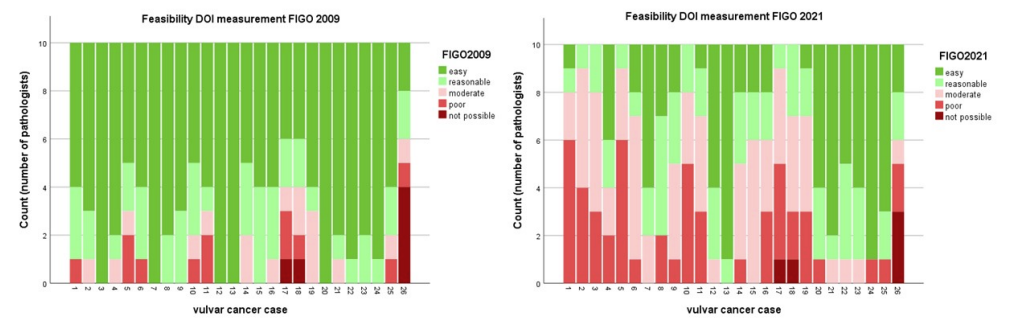 Feasibility DOI measurement FIGO 2009
Count (number of pathologists)
10
8
6
4
2
0
1 2 3 4 5 6 7 8 9 10 11 12 13 14 15 16 17 18 19 20 21 22 23 24 25 26
vulvar cancer case
FIGO2009
easy
reasonable
moderate
poor
not possible
Feasibility DOI measurement FIGO 2021
Count (number of pathologists)
10
8
6
4
2
0
1 2 3 4 5 6 7 8 9 10 11 12 13 14 15 16 17 18 19 20 21 22 23 24 25 26
vulvar cancer case
FIGO2021
easy
reasonable
moderate
poor
not possible